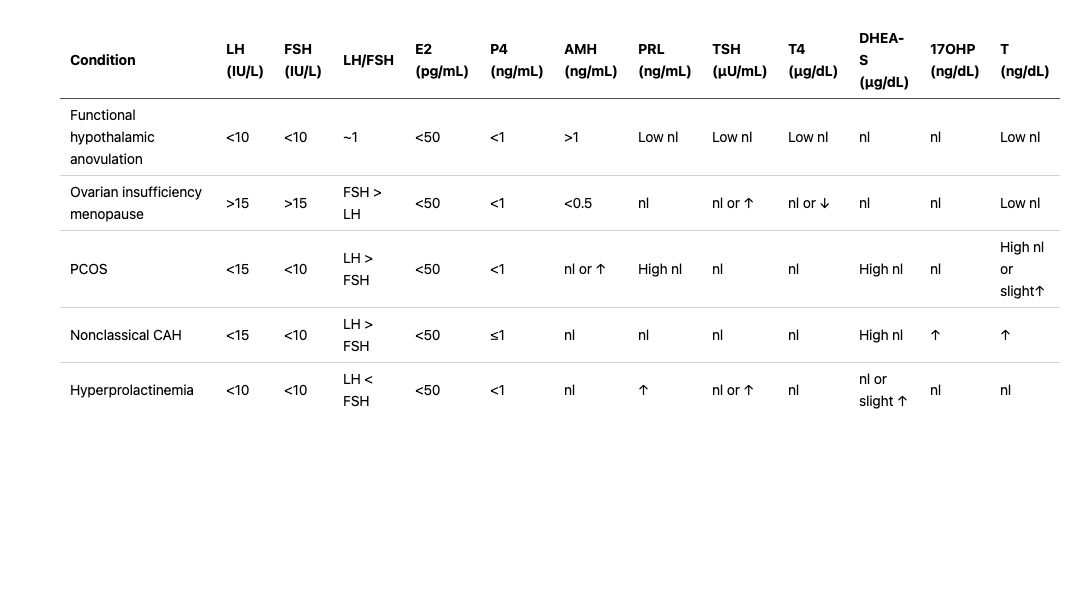 Condition LH (IU/L) FSH (IU/L) LH/FSH E2 (pg/mL) P4 (ng/mL) AMH (ng/mL) PRL (ng/mL) TSH (μU/mL) T4 (μg/dL) DHEA-S (μg/dL) 17OHP (ng/dL) T (ng/dL)
Functional hypothalamic anovulation <10 <10 ~1 <50 <1 >1 Low nl Low nl Low nl nl nl Low nl
Ovarian insufficiency menopause >15 >15 FSH > LH <50 <1 <0.5 nl nl or ↑ nl or ↓ nl nl Low nl
PCOS <15 <10 LH > FSH <50 <1 nl or ↑ High nl nl nl High nl nl High nl or slight↑
Nonclassical CAH <15 <10 LH > FSH <50 ≤1 nl nl nl nl High nl ↑ ↑
Hyperprolactinemia <10 <10 LH < FSH <50 <1 nl ↑ nl or ↑ nl nl or slight ↑ nl nl